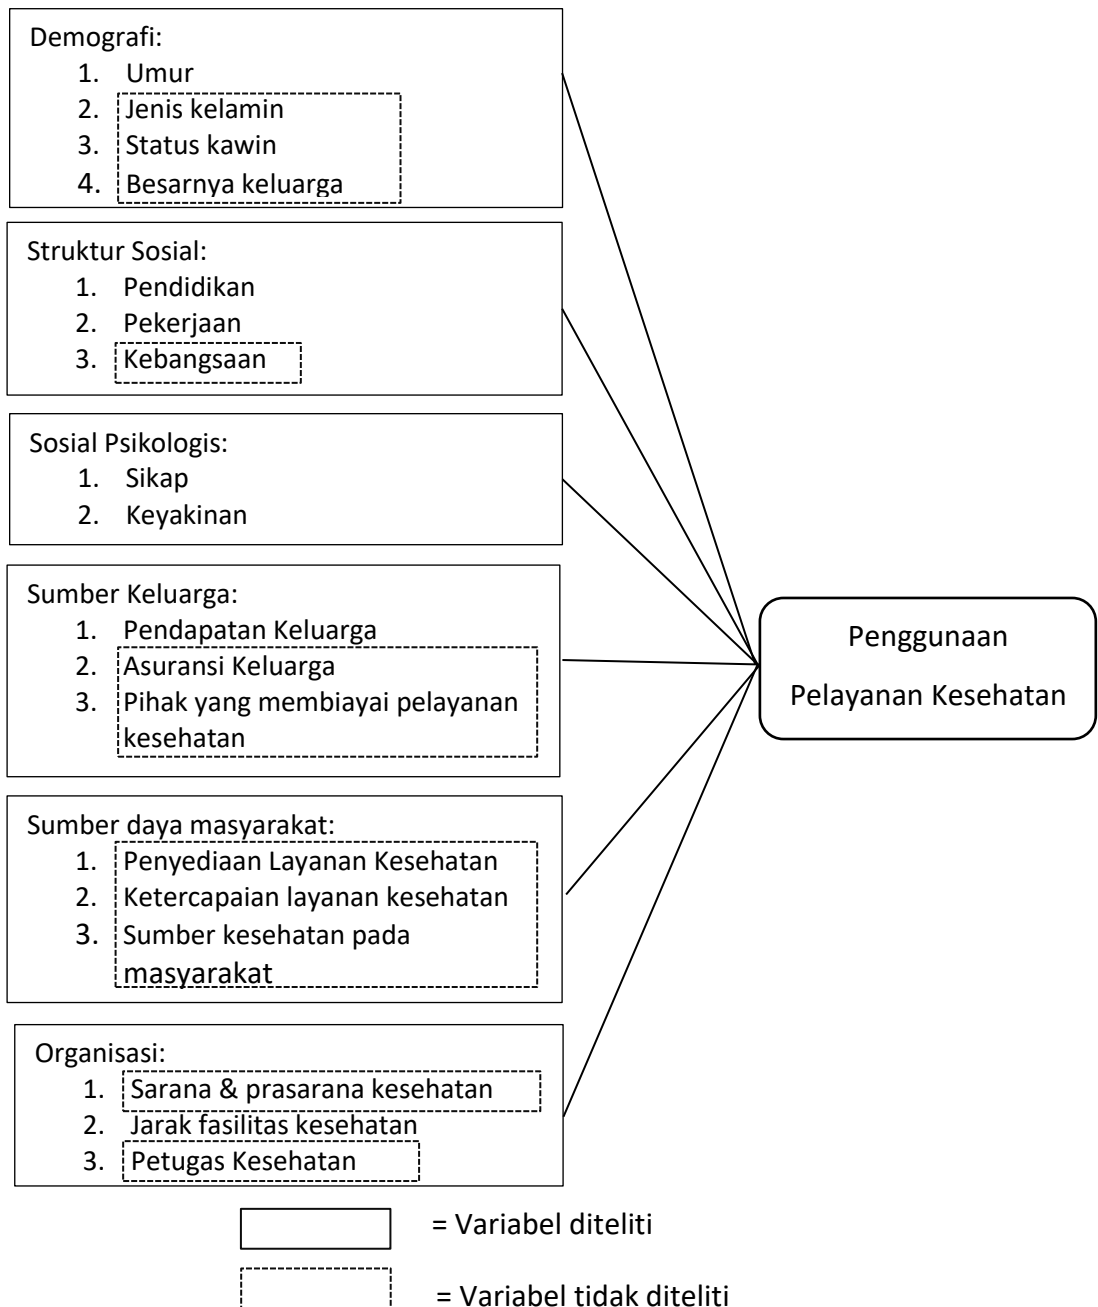 Demografi:
1. Umur
2. Jenis kelamin
3. Status kawin
4. Besarnya keluarga
Struktur Sosial:
1. Pendidikan
2. Pekerjaan
3. Kebangsaan
Sosial Psikologis:
1. Sikap
2. Keyakinan
Sumber Keluarga:
1. Pendapatan Keluarga
2. Asuransi Keluarga
3. Pihak yang membiayai pelayanan
kesehatan
Sumber daya masyarakat:
1. Penyediaan Layanan Kesehatan
2. Ketercapaian layanan kesehatan
3. Sumber kesehatan pada
masyarakat
Organisasi:
1. Sarana & prasarana kesehatan
2. Jarak fasilitas kesehatan
3. Petugas Kesehatan
Penggunaan
Pelayanan Kesehatan
= Variabel diteliti
= Variabel tidak diteliti